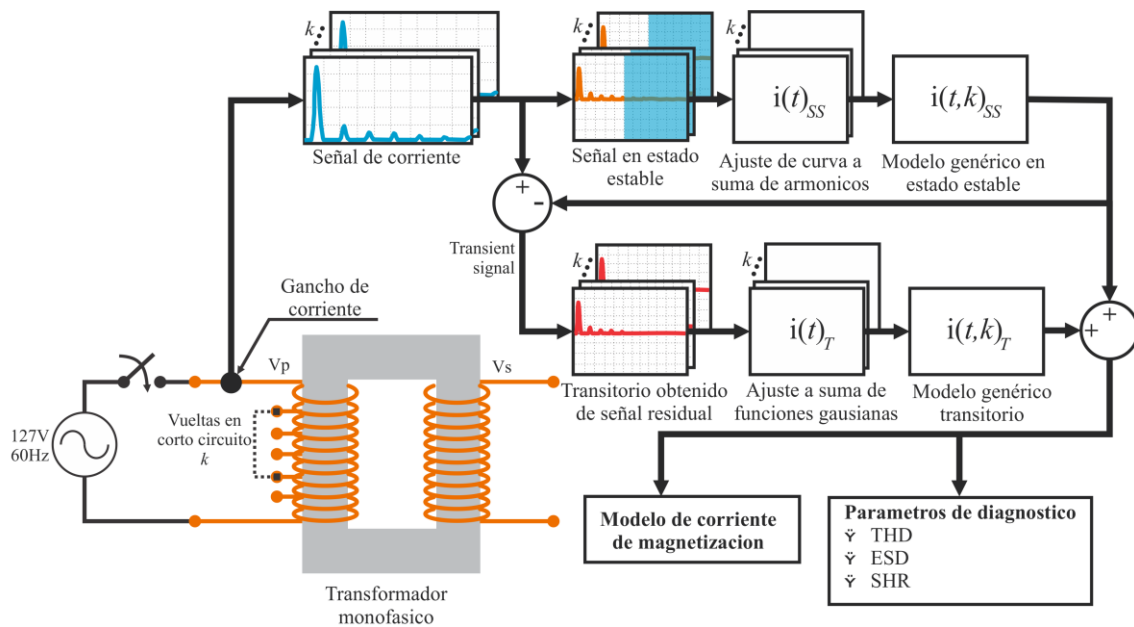 k
Señal de corriente
k
Señal en estado
estable
i(t)SS
Ajuste de curva a
suma de armonicos
i(t,k)SS
Modelo genérico en
estado estable
+
-
Transient
signal
k
Transitorio obtenido
de señal residual
i(t)T
Ajuste a suma de
funciones gausianas
i(t,k)T
Modelo genérico
transitorio
+
+
Gancho de
corriente
Vp
Vs
127V
60Hz
Vueltas en
corto circuito
k
Transformador
monofasico
Modelo de corriente
de magnetizacion
Parametros de diagnostico
Ÿ THD
Ÿ ESD
Ÿ SHR